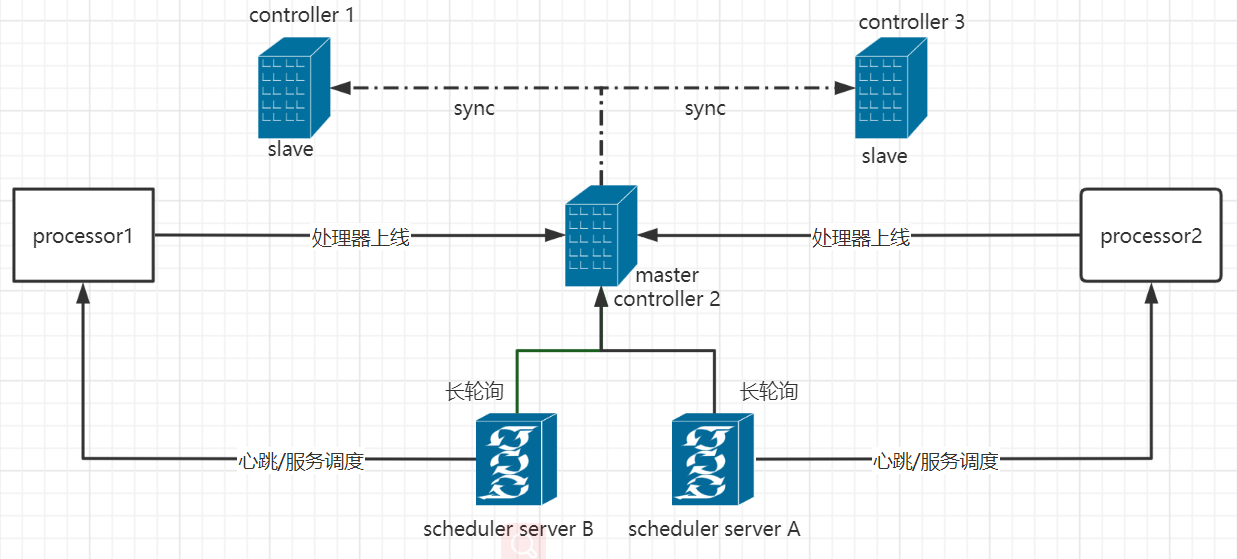 controller 1
controller 3
sync
sync
slave
slave
processor1
处理器上线
处理器上线
processor2
master
controller 2
长轮询
长轮询
心跳/服务调度
心跳/服务调度
scheduler server B
scheduler server A